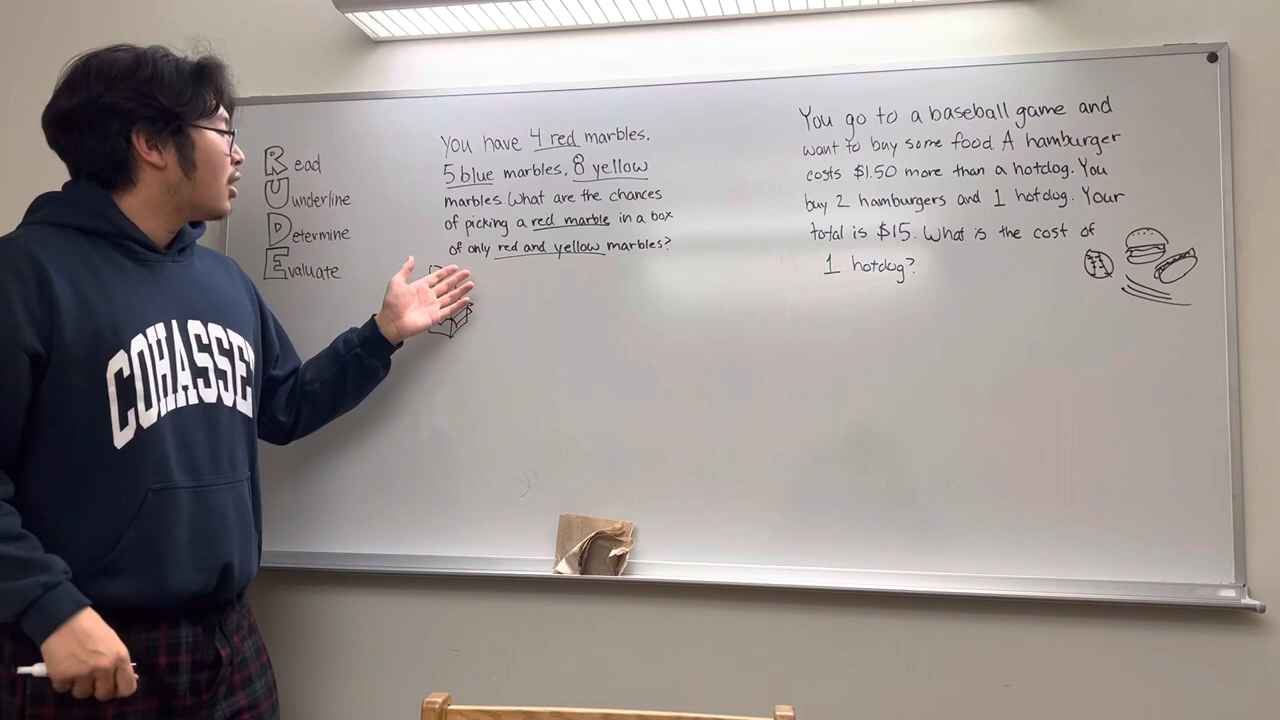 Read
Uunderline
Determine
Evaluate
You have 4 red marbles.
5 blue marbles, 8 yellow
marbles What are the chances
of picking a red marble in a box
of only red and yellow marbles?
You go to a baseball game and
want to buy some food. A hamburger
costs $1.50 more than a hotdog. You
buy 2 hamburgers and 1 hotdog. Your
total is $15. What is the cost of
1 hotdog?
COHASSE